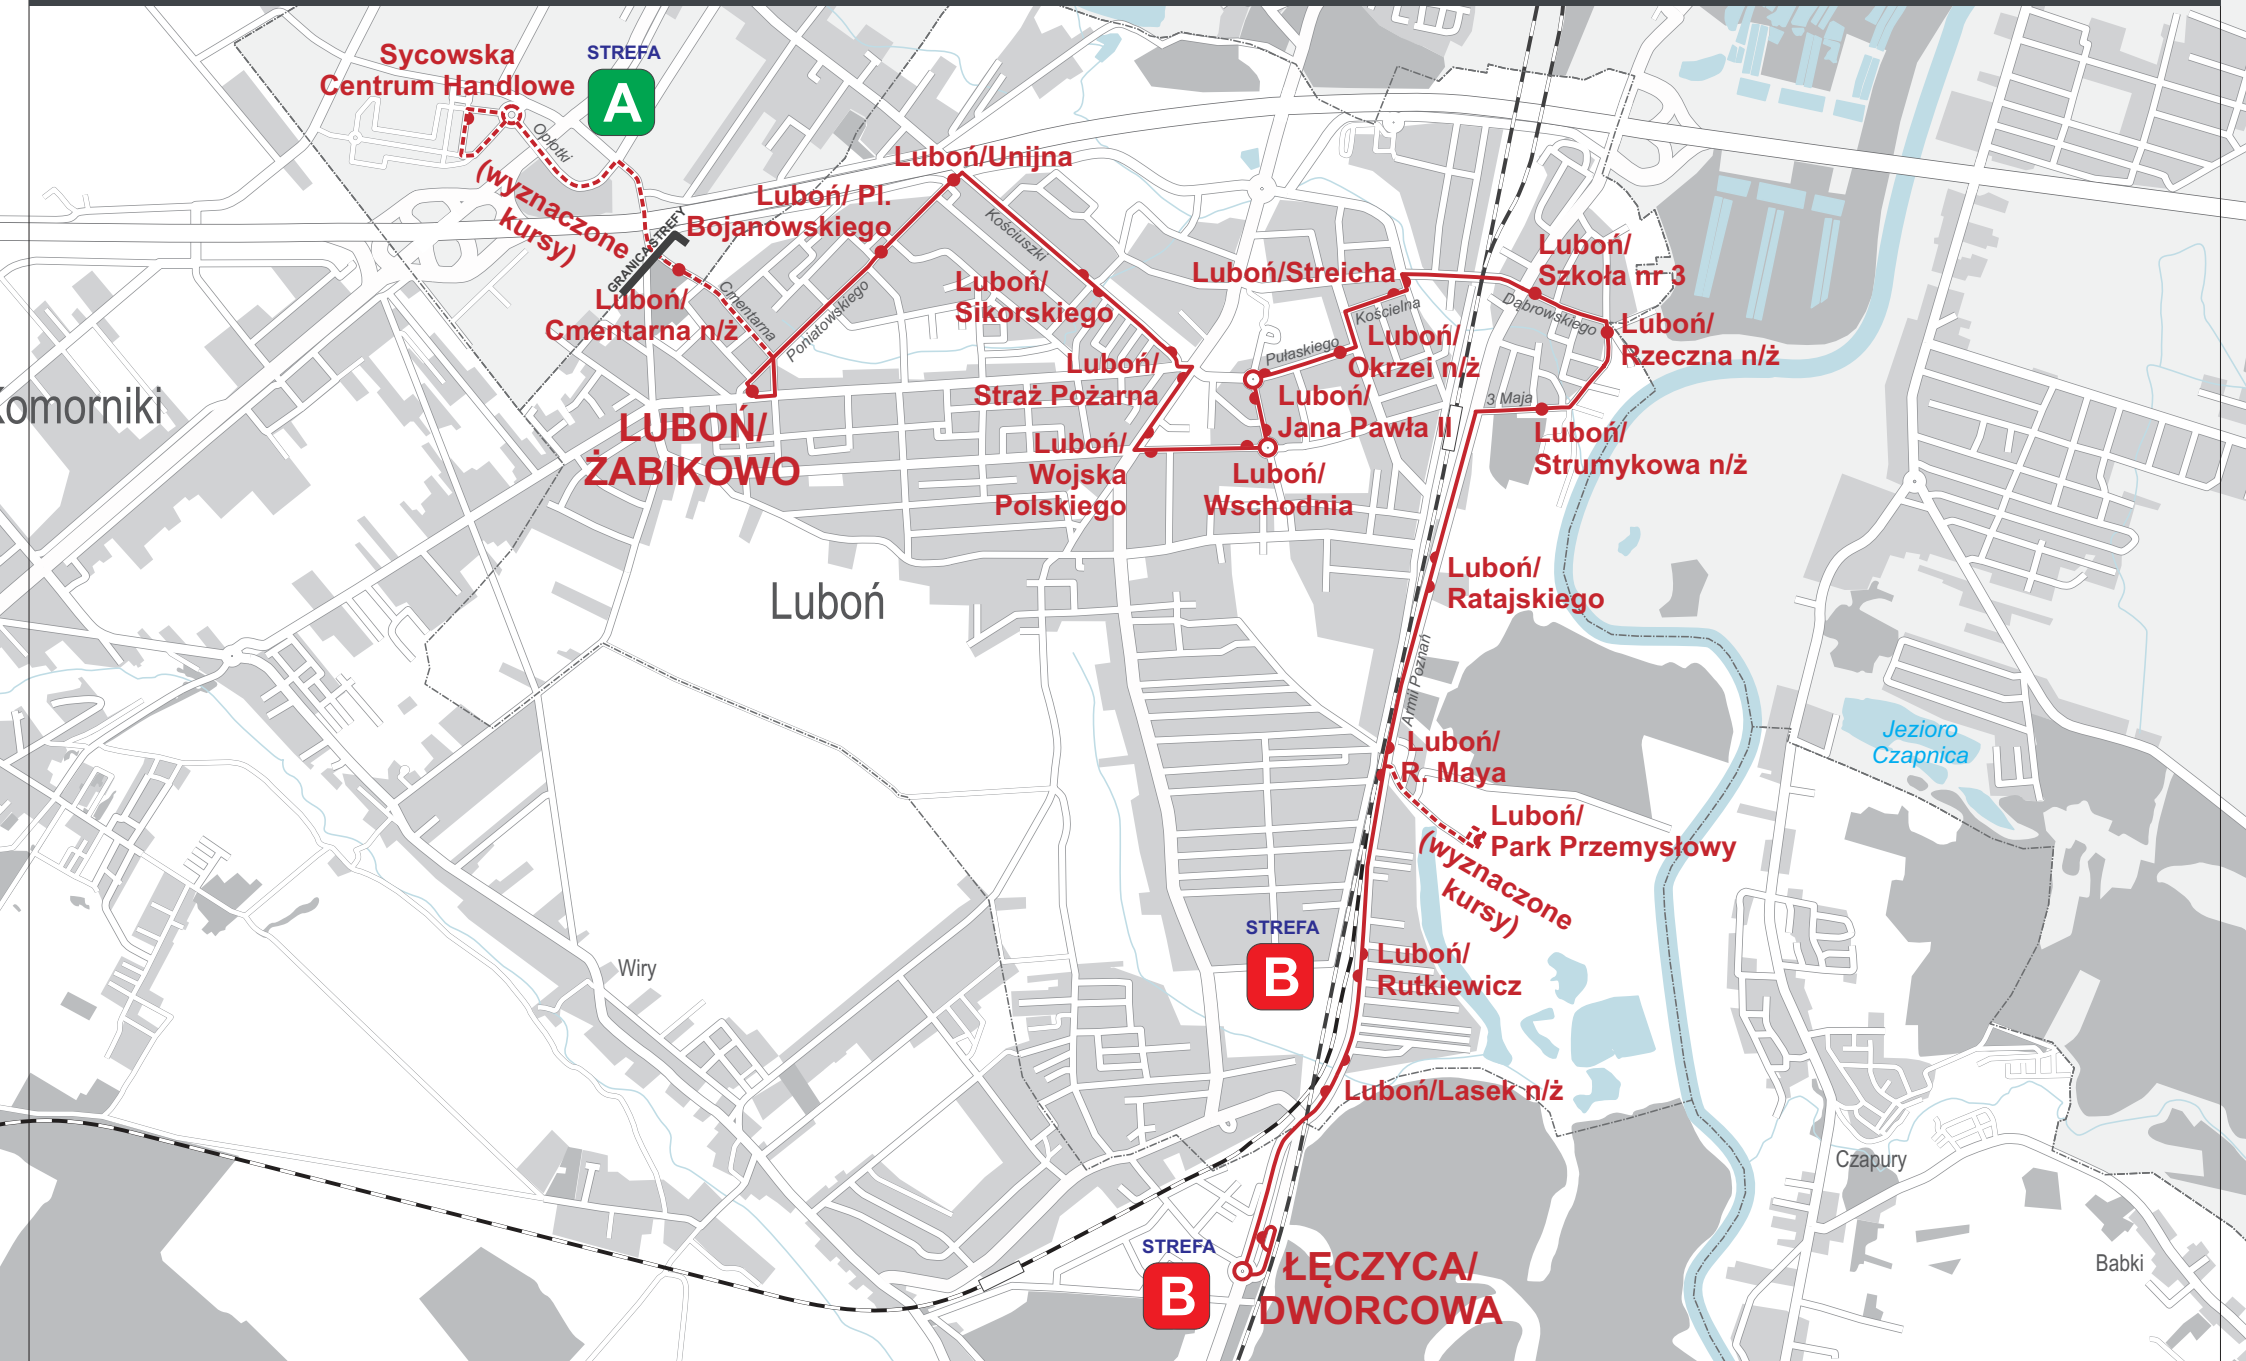 Sycowska
Centrum Handlowe
STREFA
A
Opłotki
(wyznaczone
kursy)
GRANICA STREFY
Luboń/
Cmentarna n/ż
Cmentarna
Luboń/Unijna
Luboń/ Pl.
Bojanowskiego
Poniatowskiego
Kościuszki
Luboń/
Sikorskiego
Luboń/
Straż Pożarna
LUBOŃ/
ŻABIKOWO
Luboń/
Wojska
Polskiego
Luboń/
Wschodnia
Luboń/
Jana Pawła II
Pułaskiego
Luboń/
Okrzei n/ż
Kościelna
Luboń/Streicha
Luboń/
Szkoła nr 3
Dąbrowskiego
Luboń/
Rzeczna n/ż
3 Maja
Luboń/
Strumykowa n/ż
Komorniki
Luboń
Luboń/
Ratajskiego
Armii Poznań
Luboń/
R. Maya
Luboń/
Park Przemysłowy
(wyznaczone
kursy)
Jezioro
Czapnica
STREFA
B
Luboń/
Rutkiewicz
Wiry
Luboń/Lasek n/ż
Czapury
Babki
STREFA
B
ŁĘCZYCA/
DWORCOWA